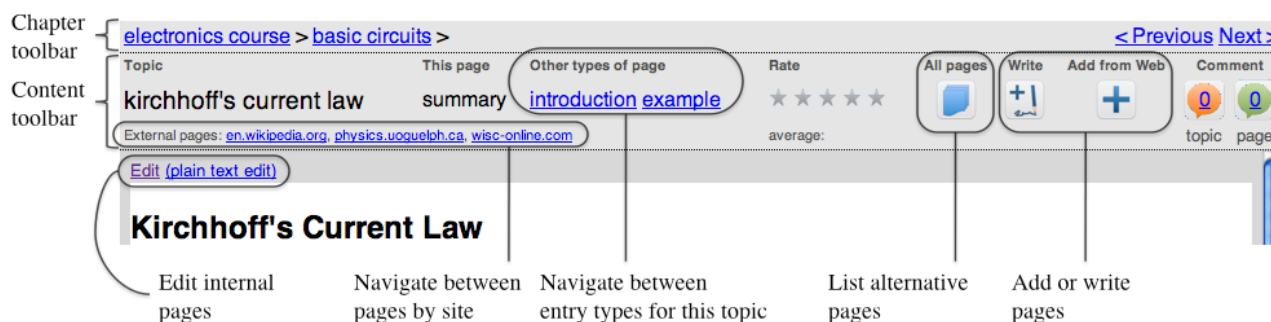 Chapter
toolbar
electronics course > basic circuits >
< Previous Next >
Content
toolbar
Topic This page Other types of page Rate All pages Write Add from Web Comment
kirchhoff's current law summary introduction example 0 0
External pages: en.wikipedia.org, physics.uoguelph.ca, wisc-online.com average: topic page
Edit (plain text edit)
Kirchhoff's Current Law
Edit internal
pages
Navigate between
pages by site
Navigate between
entry types for this topic
List alternative
pages
Add or write
pages